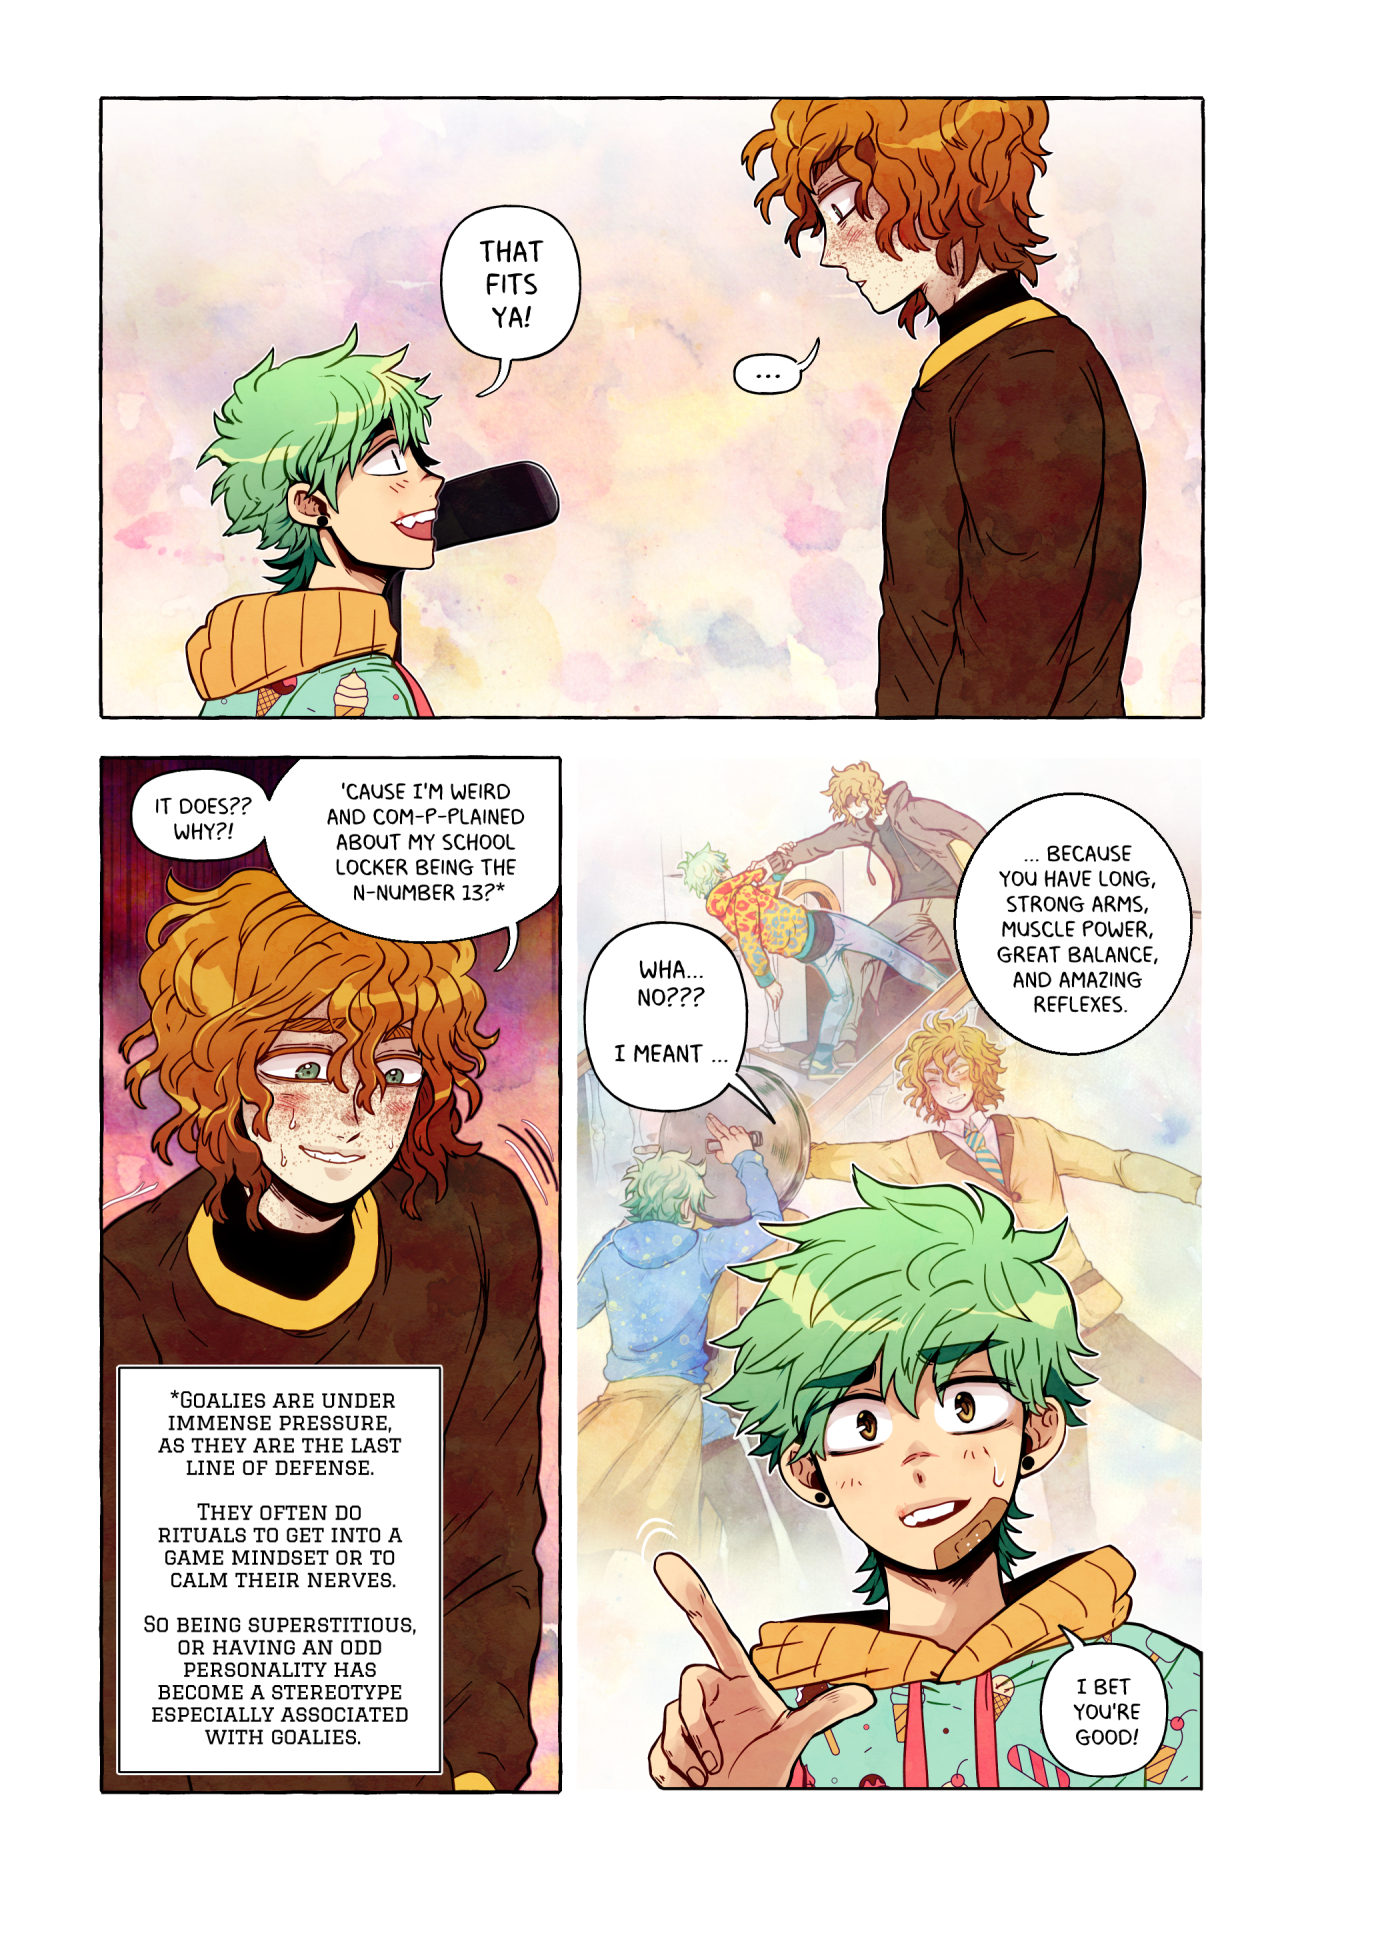 THAT
FITS
YA!
...
IT DOES??
WHY?!
'CAUSE I'M WEIRD
AND COM-P-PLAINED
ABOUT MY SCHOOL
LOCKER BEING THE
N-NUMBER 13?*
*GOALIES ARE UNDER
IMMENSE PRESSURE,
AS THEY ARE THE LAST
LINE OF DEFENSE.
THEY OFTEN DO
RITUALS TO GET INTO A
GAME MINDSET OR TO
CALM THEIR NERVES.
SO BEING SUPERSTITIOUS,
OR HAVING AN ODD
PERSONALITY HAS
BECOME A STEREOTYPE
ESPECIALLY ASSOCIATED
WITH GOALIES.
WHA...
NO???
I MEANT ...
... BECAUSE
YOU HAVE LONG,
STRONG ARMS,
MUSCLE POWER,
GREAT BALANCE,
AND AMAZING
REFLEXES.
I BET
YOU'RE
GOOD!